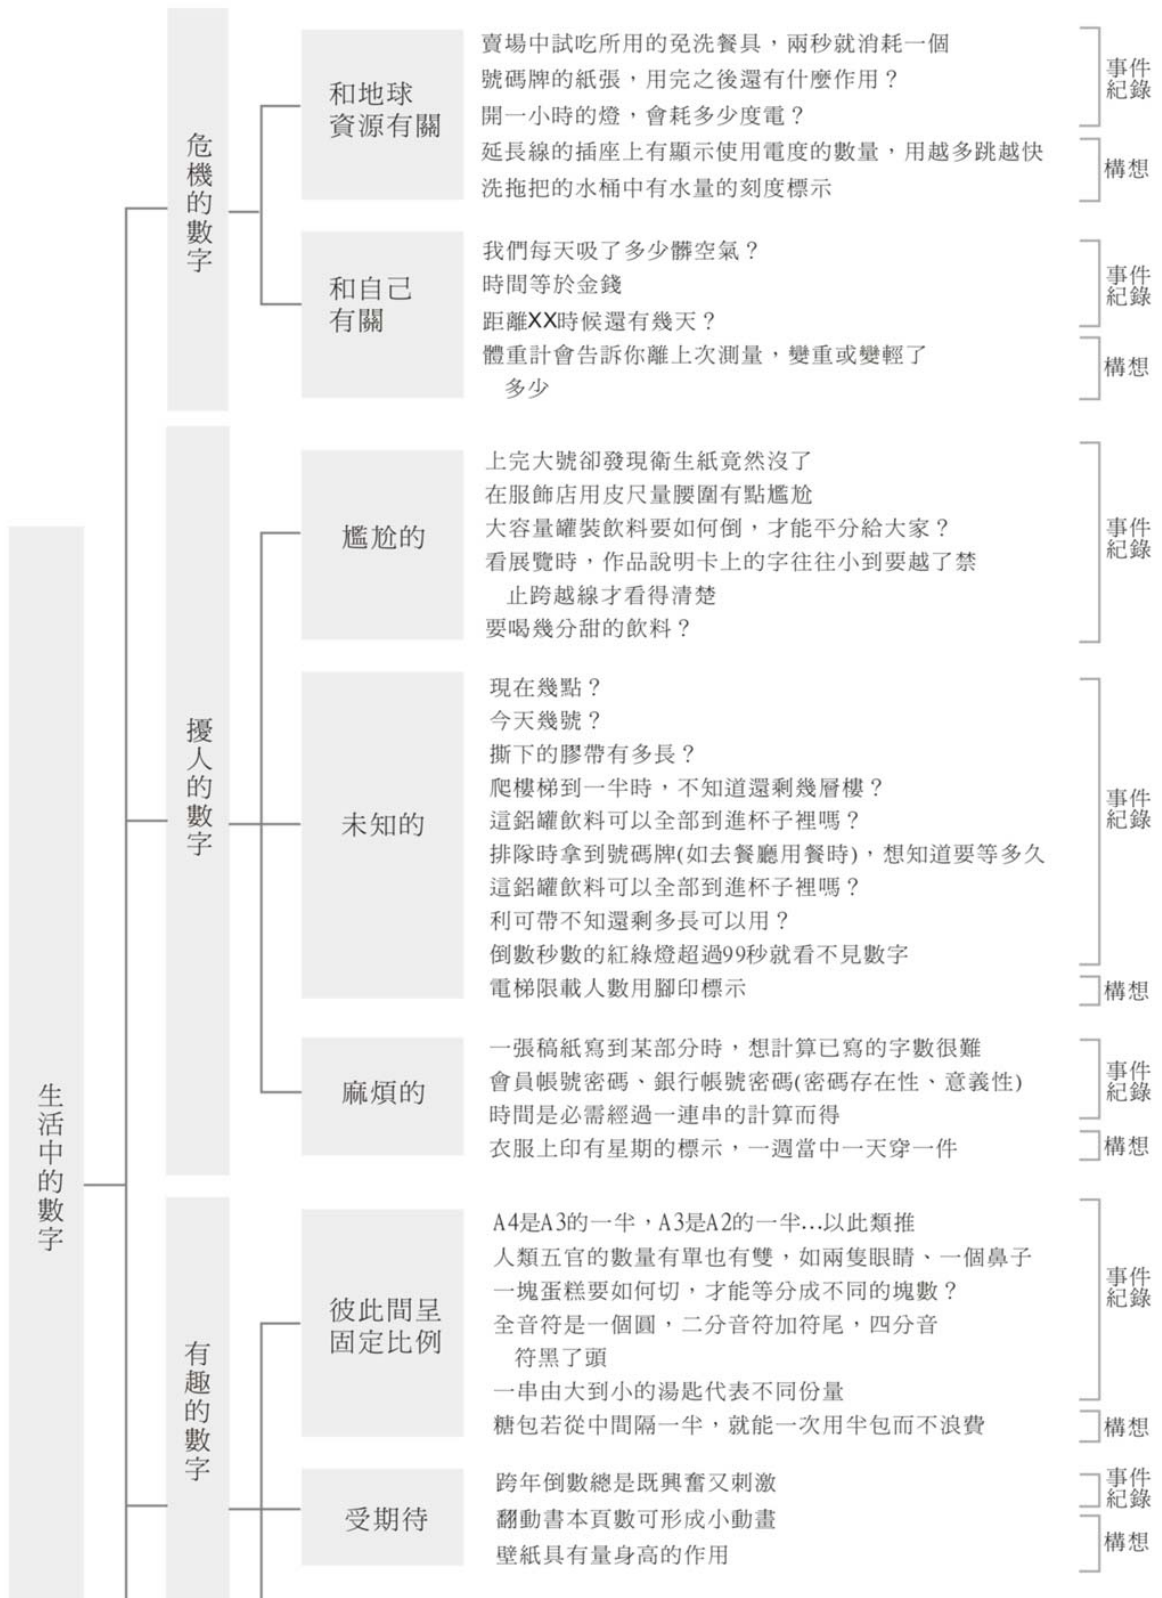 生活中的數字
危機的數字
和地球
資源有關
賣場中試吃所用的免洗餐具，兩秒就消耗一個
號碼牌的紙張，用完之後還有什麼作用？
開一小時的燈，會耗多少度電？
事件
紀錄
延長線的插座上有顯示使用電度的數量，用越多跳越快
洗拖把的水桶中有水量的刻度標示
構想
和自己
有關
我們每天吸了多少髒空氣？
時間等於金錢
距離XX時候還有幾天？
事件
紀錄
體重計會告訴你離上次測量，變重或變輕了
多少
構想
擾人的數字
尷尬的
上完大號卻發現衛生紙竟然沒了
在服飾店用皮尺量腰圍有點尷尬
大容量罐裝飲料要如何倒，才能平分給大家？
看展覽時，作品說明卡上的字往往小到要越了禁
止跨越線才看得清楚
要喝幾分甜的飲料？
事件
紀錄
未知的
現在幾點？
今天幾號？
撕下的膠帶有多長？
爬樓梯到一半時，不知道還剩幾層樓？
這鋁罐飲料可以全部到進杯子裡嗎？
排隊時拿到號碼牌(如去餐廳用餐時)，想知道要等多久
這鋁罐飲料可以全部到進杯子裡嗎？
利可帶不知還剩多長可以用？
倒數秒數的紅綠燈超過99秒就看不見數字
事件
紀錄
電梯限載人數用腳印標示
構想
麻煩的
一張稿紙寫到某部分時，想計算已寫的字數很難
會員帳號密碼、銀行帳號密碼(密碼存在性、意義性)
時間是必需經過一連串的計算而得
事件
紀錄
衣服上印有星期的標示，一週當中一天穿一件
構想
有趣的數字
彼此間呈
固定比例
A4是A3的一半，A3是A2的一半...以此類推
人類五官的數量有單也有雙，如兩隻眼睛、一個鼻子
一塊蛋糕要如何切，才能等分成不同的塊數？
全音符是一個圓，二分音符加符尾，四分音
符黑了頭
一串由大到小的湯匙代表不同份量
事件
紀錄
糖包若從中間隔一半，就能一次用半包而不浪費
構想
受期待
跨年倒數總是既興奮又刺激
事件
紀錄
翻動書本頁數可形成小動畫
壁紙具有量身高的作用
構想